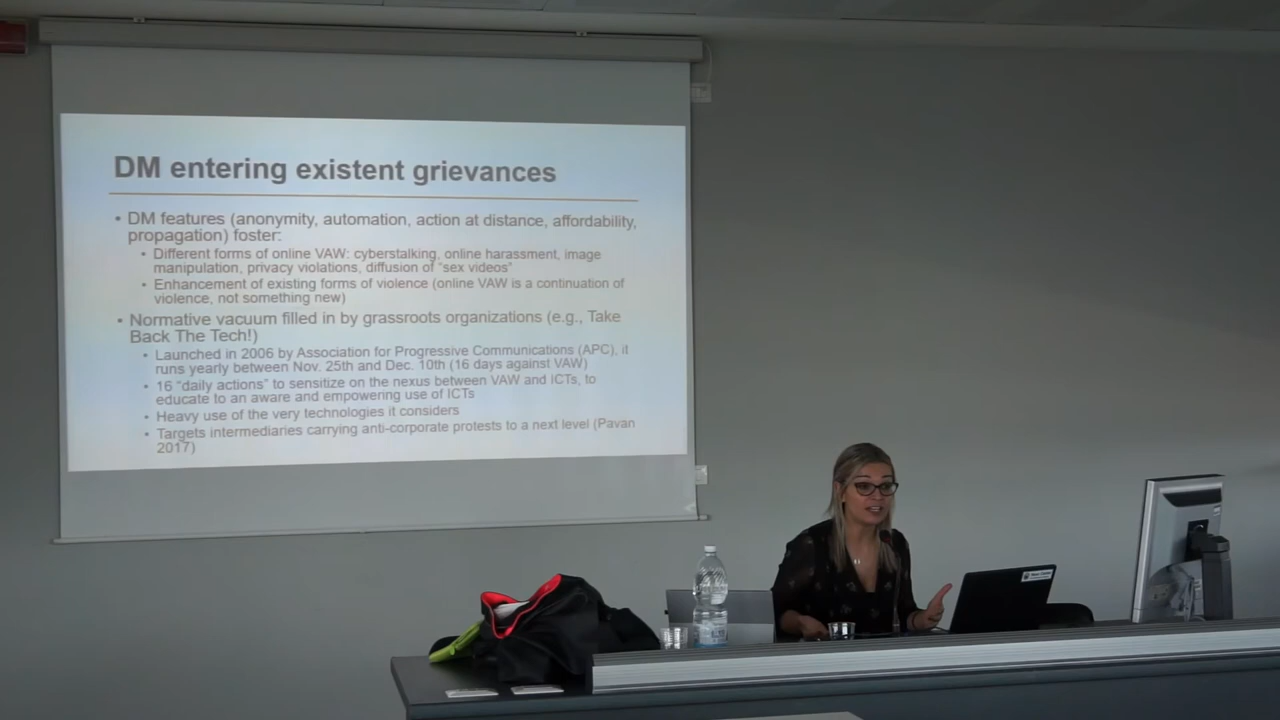 DM entering existent grievances
• DM features (anonymity, automation, action at distance, affordability,
propagation) foster:
• Different forms of online VAW: cyberstalking, online harassment, image
manipulation, privacy violations, diffusion of "sex videos"
• Enhancement of existing forms of violence (online VAW is a continuation of
violence, not something new)
• Normative vacuum filled in by grassroots organizations (e.g., Take
Back The Tech!)
• Launched in 2006 by Association for Progressive Communications (APC), it
runs yearly between Nov. 25th and Dec. 10th (16 days against VAW)
• 16 "daily actions" to sensitize on the nexus between VAW and ICTs, to
educate to an aware and empowering use of ICTs
• Heavy use of the very technologies it considers
• Targets intermediaries carrying anti-corporate protests to a next level (Pavan
2017)